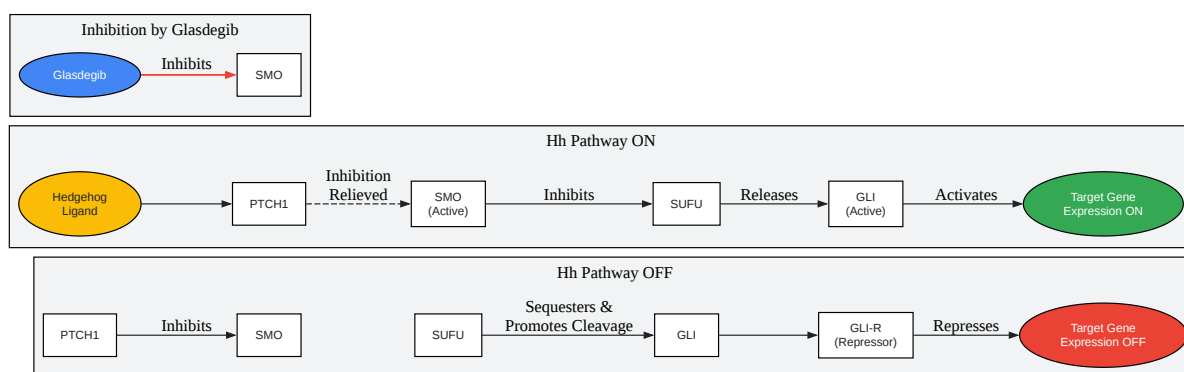 Inhibition by Glasdegib
Glasdegib
Inhibits
SMO
Hh Pathway ON
Hedgehog
Ligand
PTCH1
Inhibition
Relieved
SMO
(Active)
Inhibits
SUFU
Releases
GLI
(Active)
Activates
Target Gene
Expression ON
Hh Pathway OFF
PTCH1
Inhibits
SMO
SUFU
Sequesters &
Promotes Cleavage
GLI
GLI-R
(Repressor)
Represses
Target Gene
Expression OFF